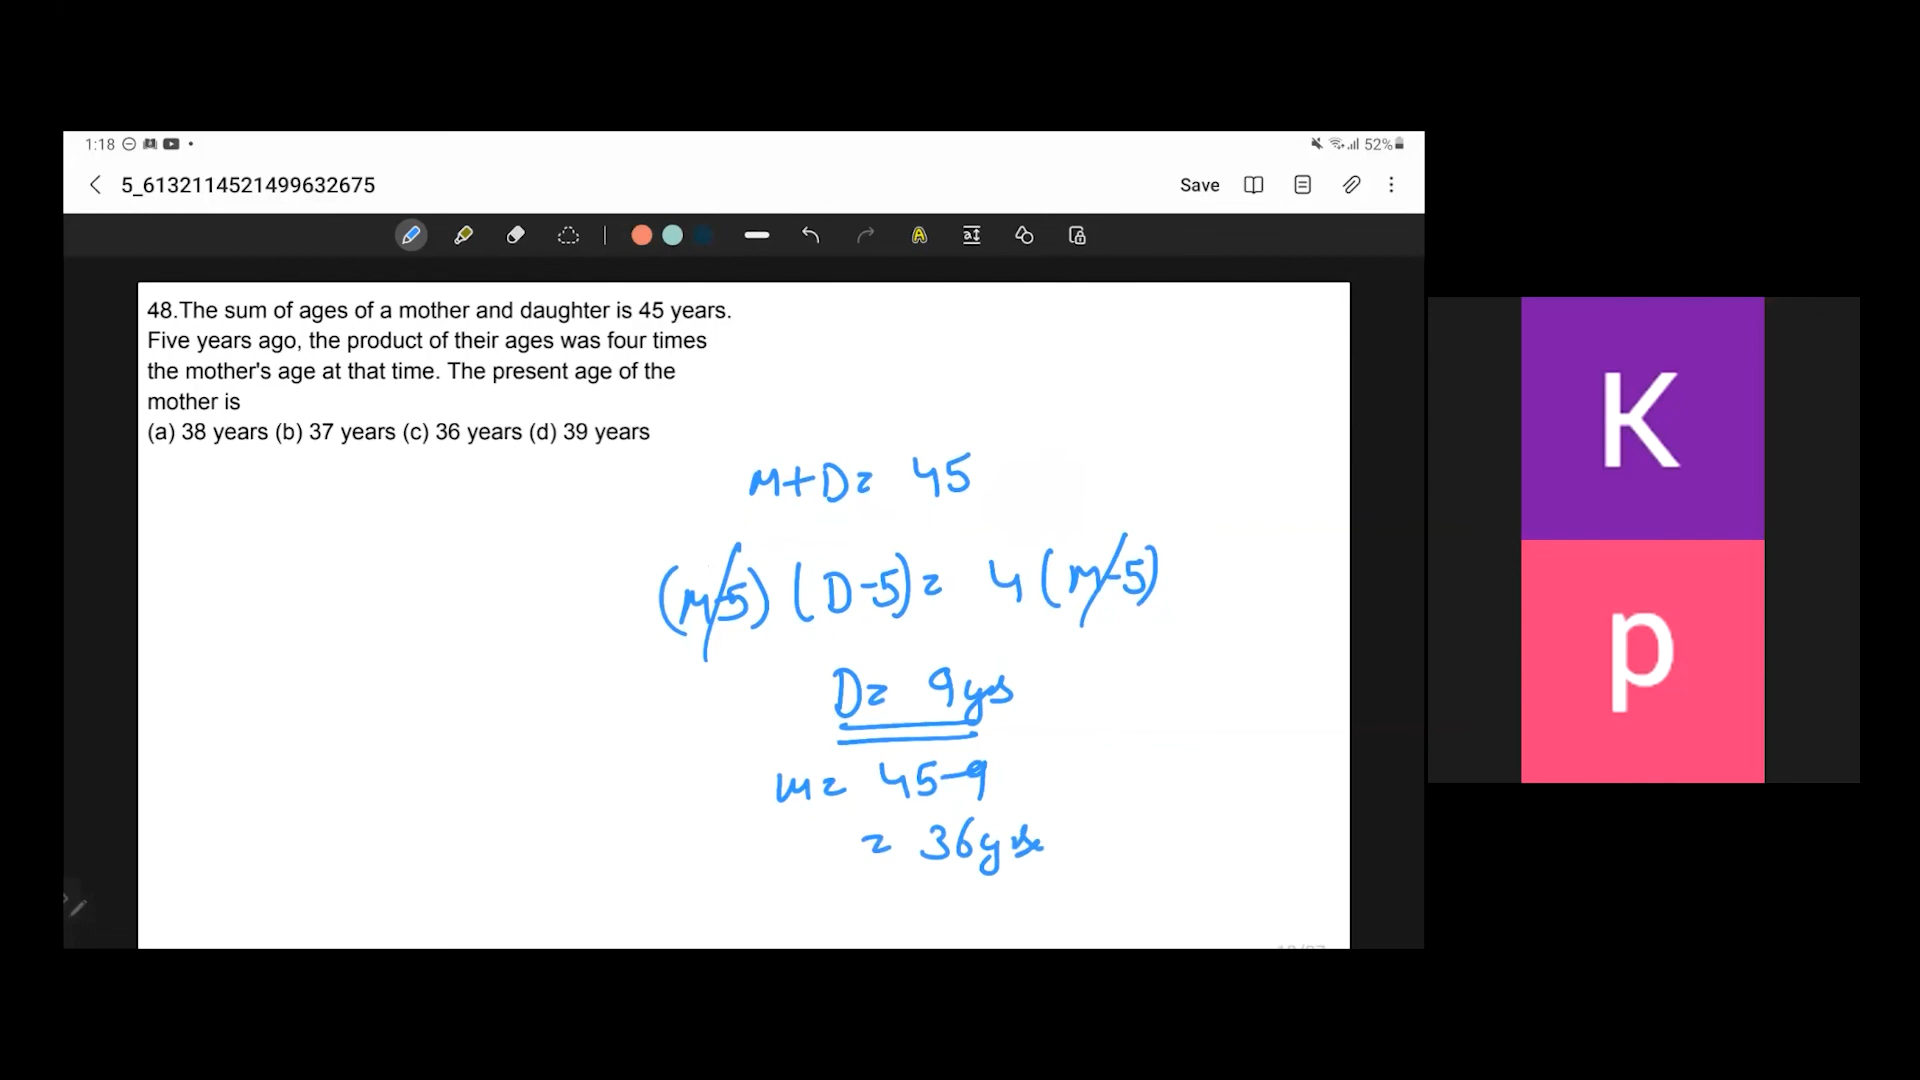 1:18 52%
5_6132114521499632675 Save
48.The sum of ages of a mother and daughter is 45 years.
Five years ago, the product of their ages was four times
the mother's age at that time. The present age of the
mother is
(a) 38 years (b) 37 years (c) 36 years (d) 39 years
M+D= 45
(M-5) (D-5)= 4 (M-5)
D= 9yrs
M= 45-9
= 36yrs
K
p